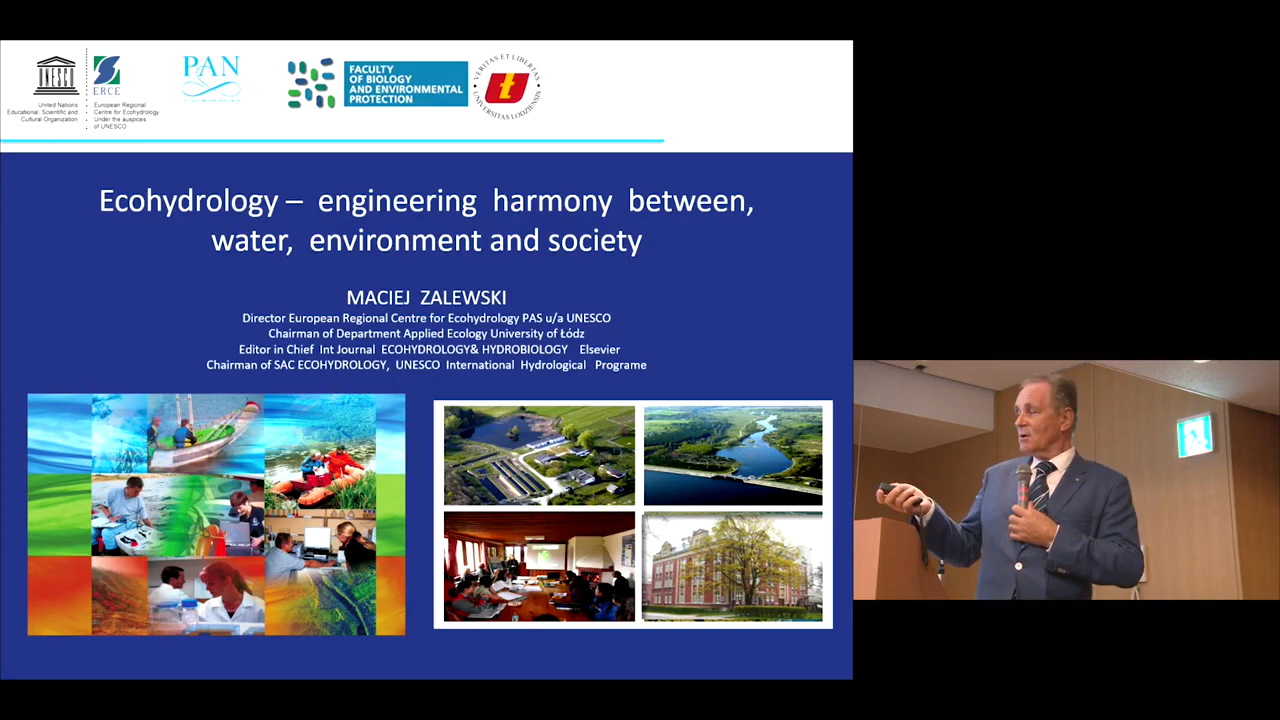 UNESCO
United Nations
Educational, Scientific and
Cultural Organization
ERCE
European Regional
Centre for Ecohydrology
Under the auspices
of UNESCO
PAN
FACULTY
OF BIOLOGY
AND ENVIRONMENTAL
PROTECTION
VERITAS ET LIBERTAS
UNIVERSITAS LODZIENSIS
Ecohydrology – engineering harmony between,
water, environment and society
MACIEJ ZALEWSKI
Director European Regional Centre for Ecohydrology PAS u/a UNESCO
Chairman of Department Applied Ecology University of Łódz
Editor in Chief Int Journal ECOHYDROLOGY& HYDROBIOLOGY Elsevier
Chairman of SAC ECOHYDROLOGY, UNESCO International Hydrological Programe